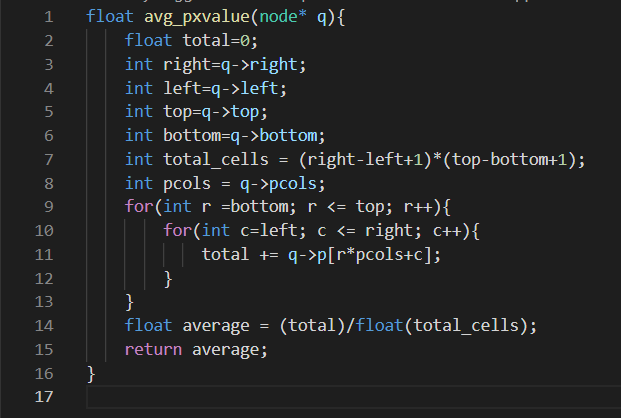 1 float avg_pxvalue(node* q){
2 float total=0;
3 int right=q->right;
4 int left=q->left;
5 int top=q->top;
6 int bottom=q->bottom;
7 int total_cells = (right-left+1)*(top-bottom+1);
8 int pcols = q->pcols;
9 for(int r =bottom; r <= top; r++){
10 for(int c=left; c <= right; c++){
11 total += q->p[r*pcols+c];
12 }
13 }
14 float average = (total)/float(total_cells);
15 return average;
16 }
17